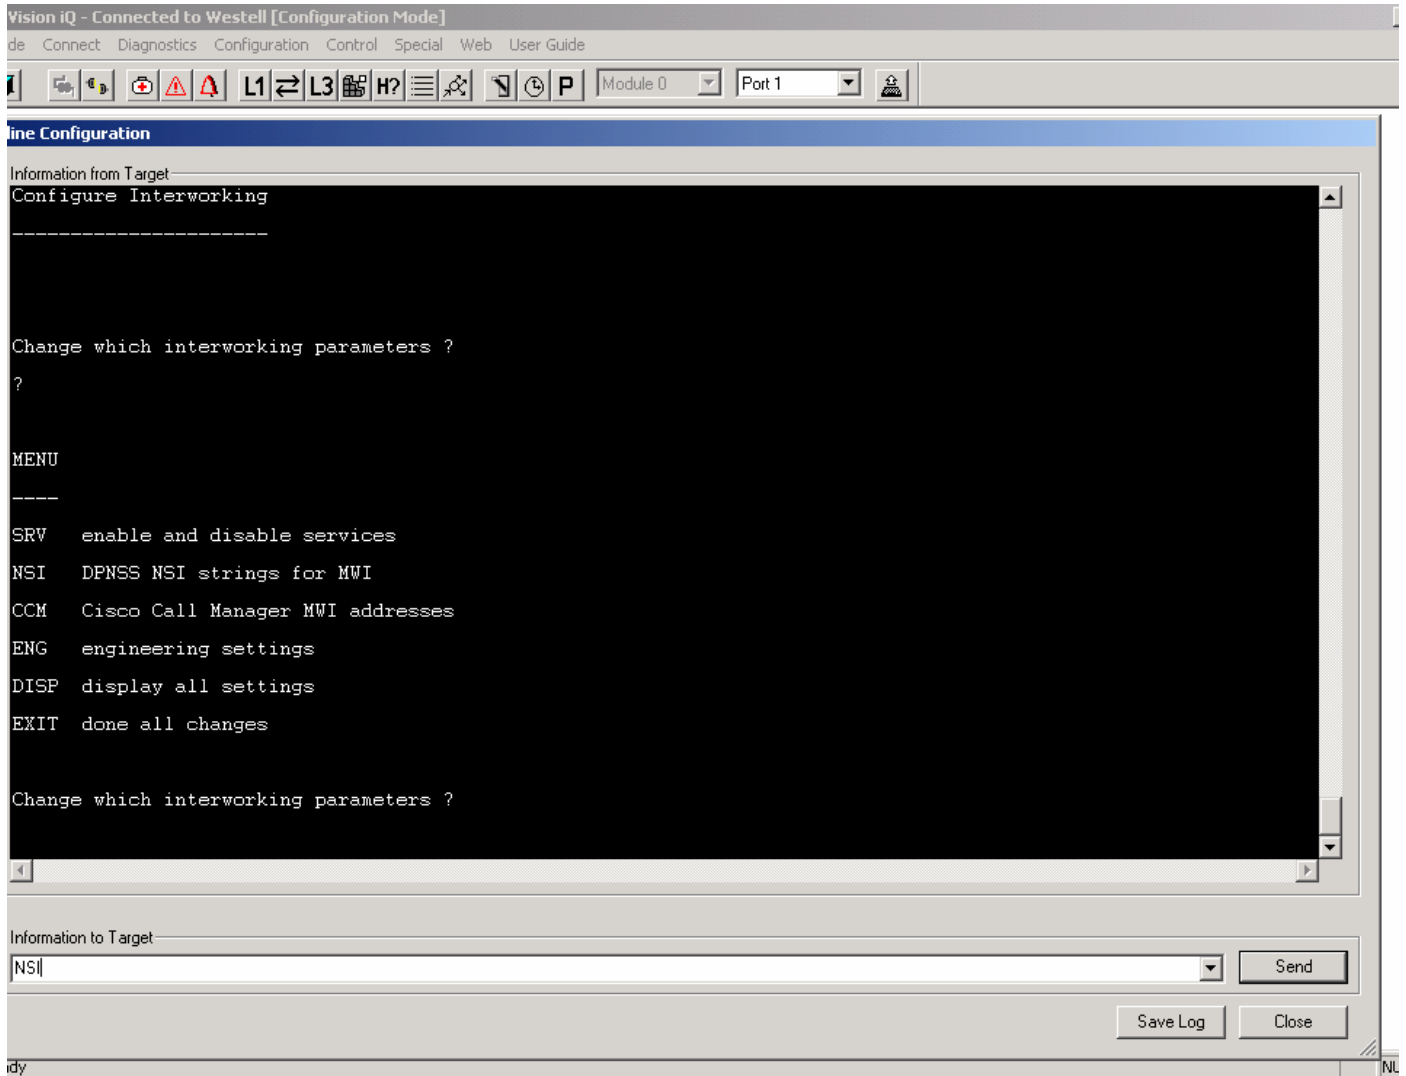 Vision iQ - Connected to Westell [Configuration Mode]
de Connect Diagnostics Configuration Control Special Web User Guide
L1 L3 H? P Module 0 Port 1
line Configuration
Information from Target
Configure Interworking
----------------------
Change which interworking parameters ?
?
MENU
----
SRV enable and disable services
NSI DPNSS NSI strings for MWI
CCM Cisco Call Manager MWI addresses
ENG engineering settings
DISP display all settings
EXIT done all changes
Change which interworking parameters ?
Information to Target
NSI
Send
Save Log Close
dy NU